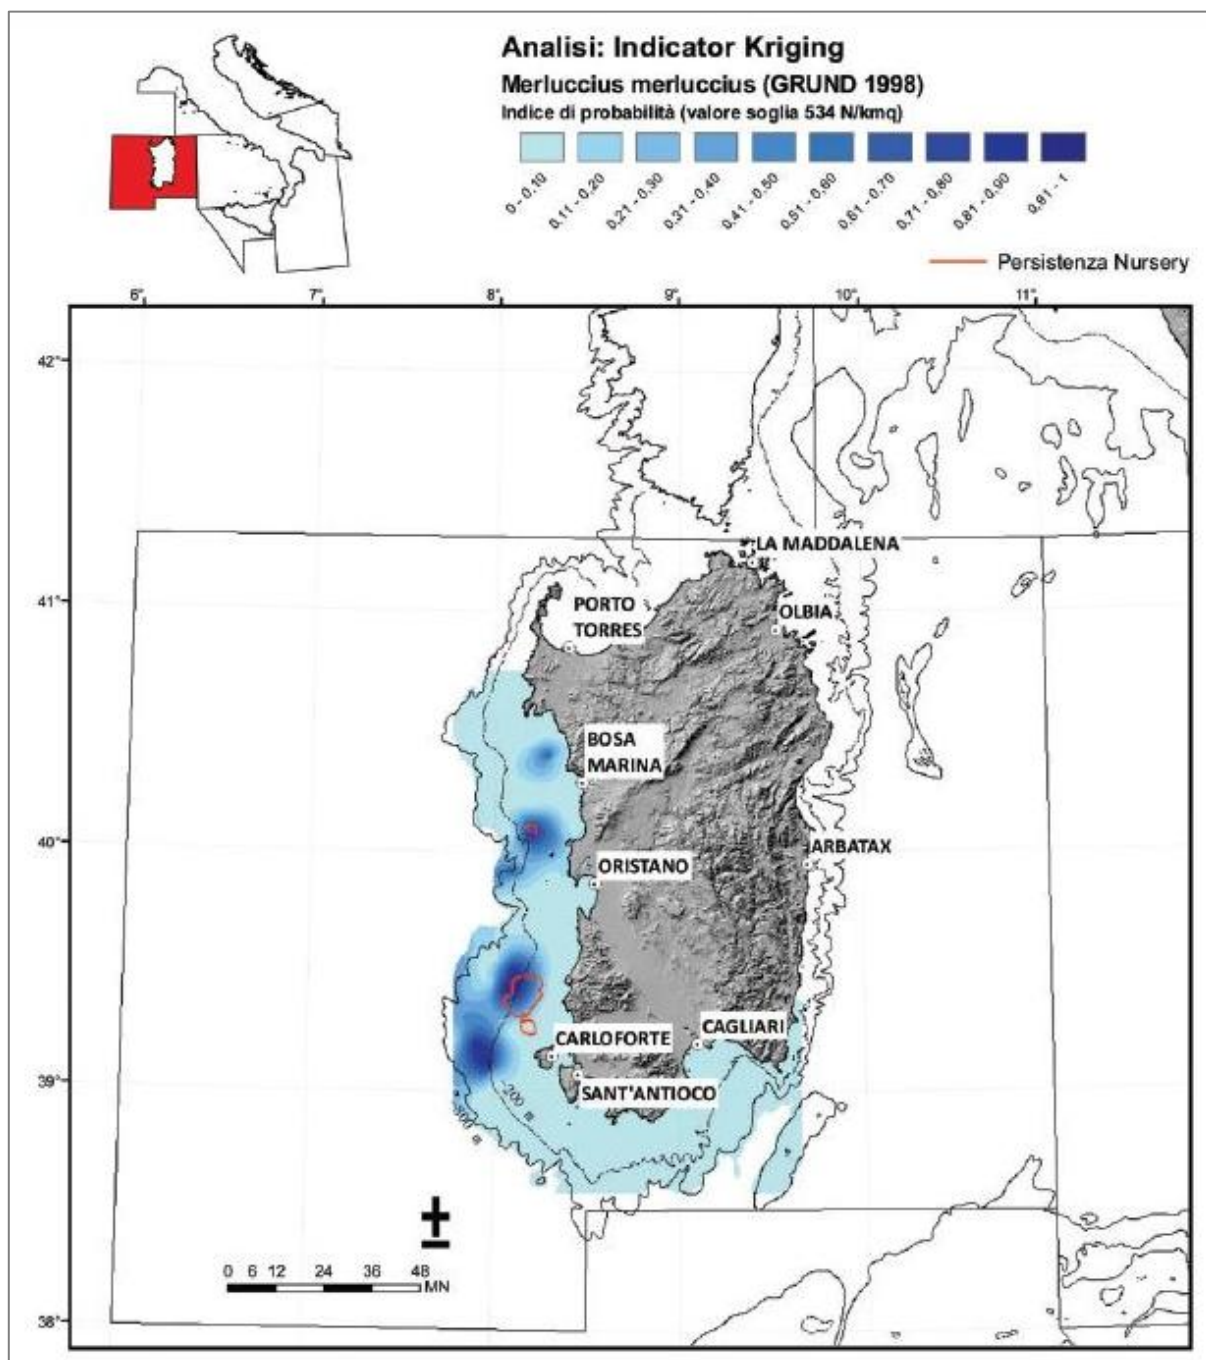 Analisi: Indicator Kriging
Merluccius merluccius (GRUND 1998)
Indice di probabilità (valore soglia 534 N/kmq)
0 - 0,10
0,11 - 0,20
0,21 - 0,30
0,31 - 0,40
0,41 - 0,50
0,51 - 0,60
0,61 - 0,70
0,71 - 0,80
0,81 - 0,90
0,91 - 1
Persistenza Nursery
6° 7° 8° 9° 10° 11°
42°
LA MADDALENA
41°
PORTO
TORRES
OLBIA
BOSA
MARINA
40°
ARBATAX
ORISTANO
CAGLIARI
CARLOFORTE
39°
SANT'ANTIOCO
-200 m
-800 m
0 6 12 24 36 48
MN
38°